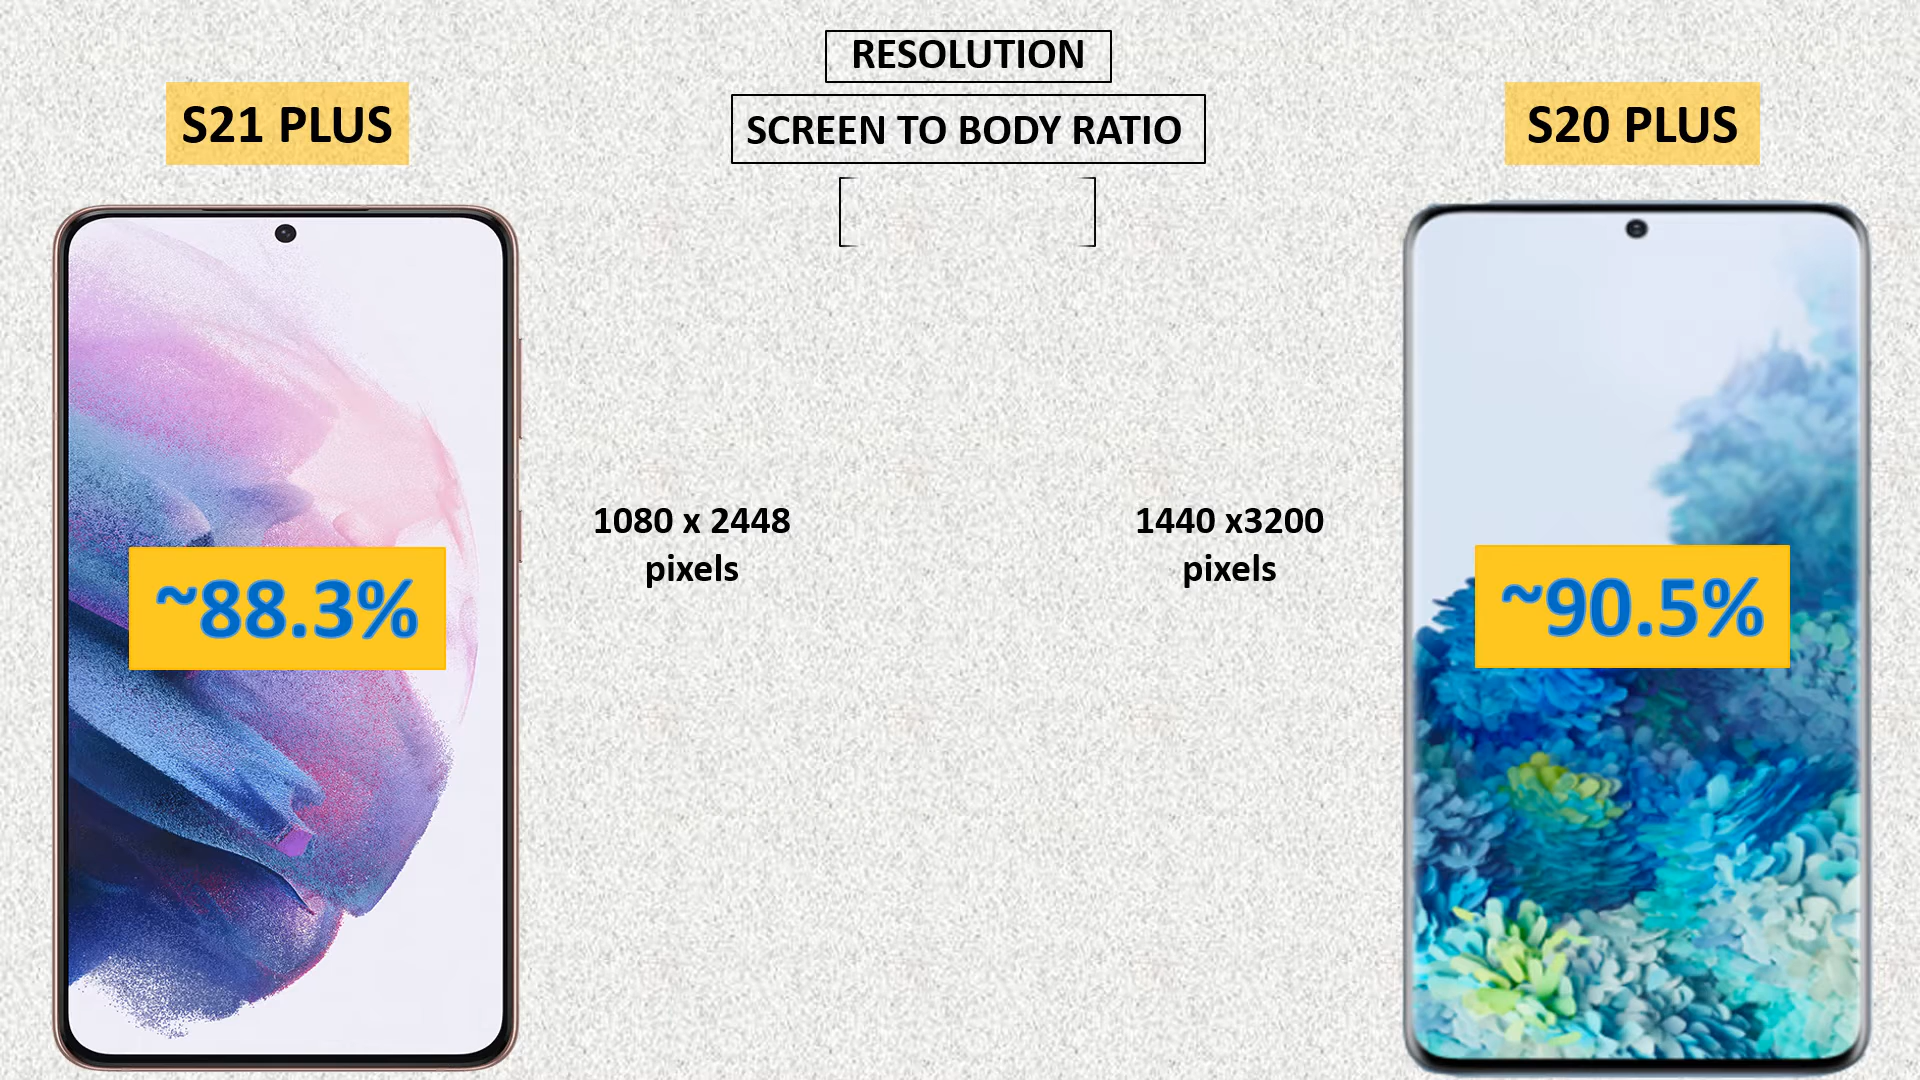 RESOLUTION
SCREEN TO BODY RATIO
S21 PLUS
S20 PLUS
1080 x 2448
pixels
1440 x3200
pixels
~88.3%
~90.5%